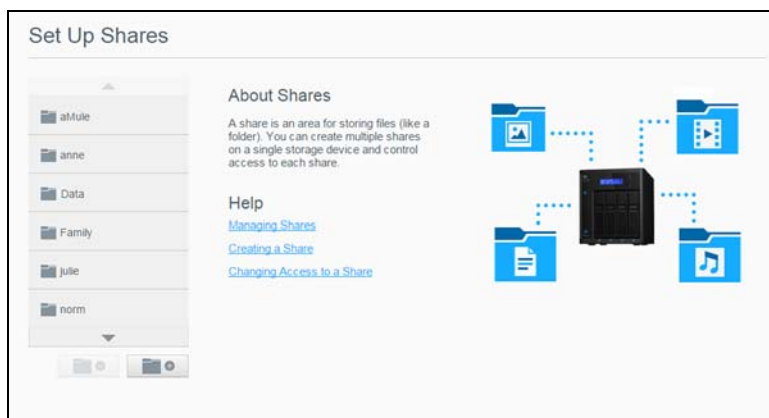 Set Up Shares
aMule
anne
Data
Family
julie
norm
About Shares
A share is an area for storing files (like a
folder). You can create multiple shares
on a single storage device and control
access to each share.
Help
Managing Shares
Creating a Share
Changing Access to a Share